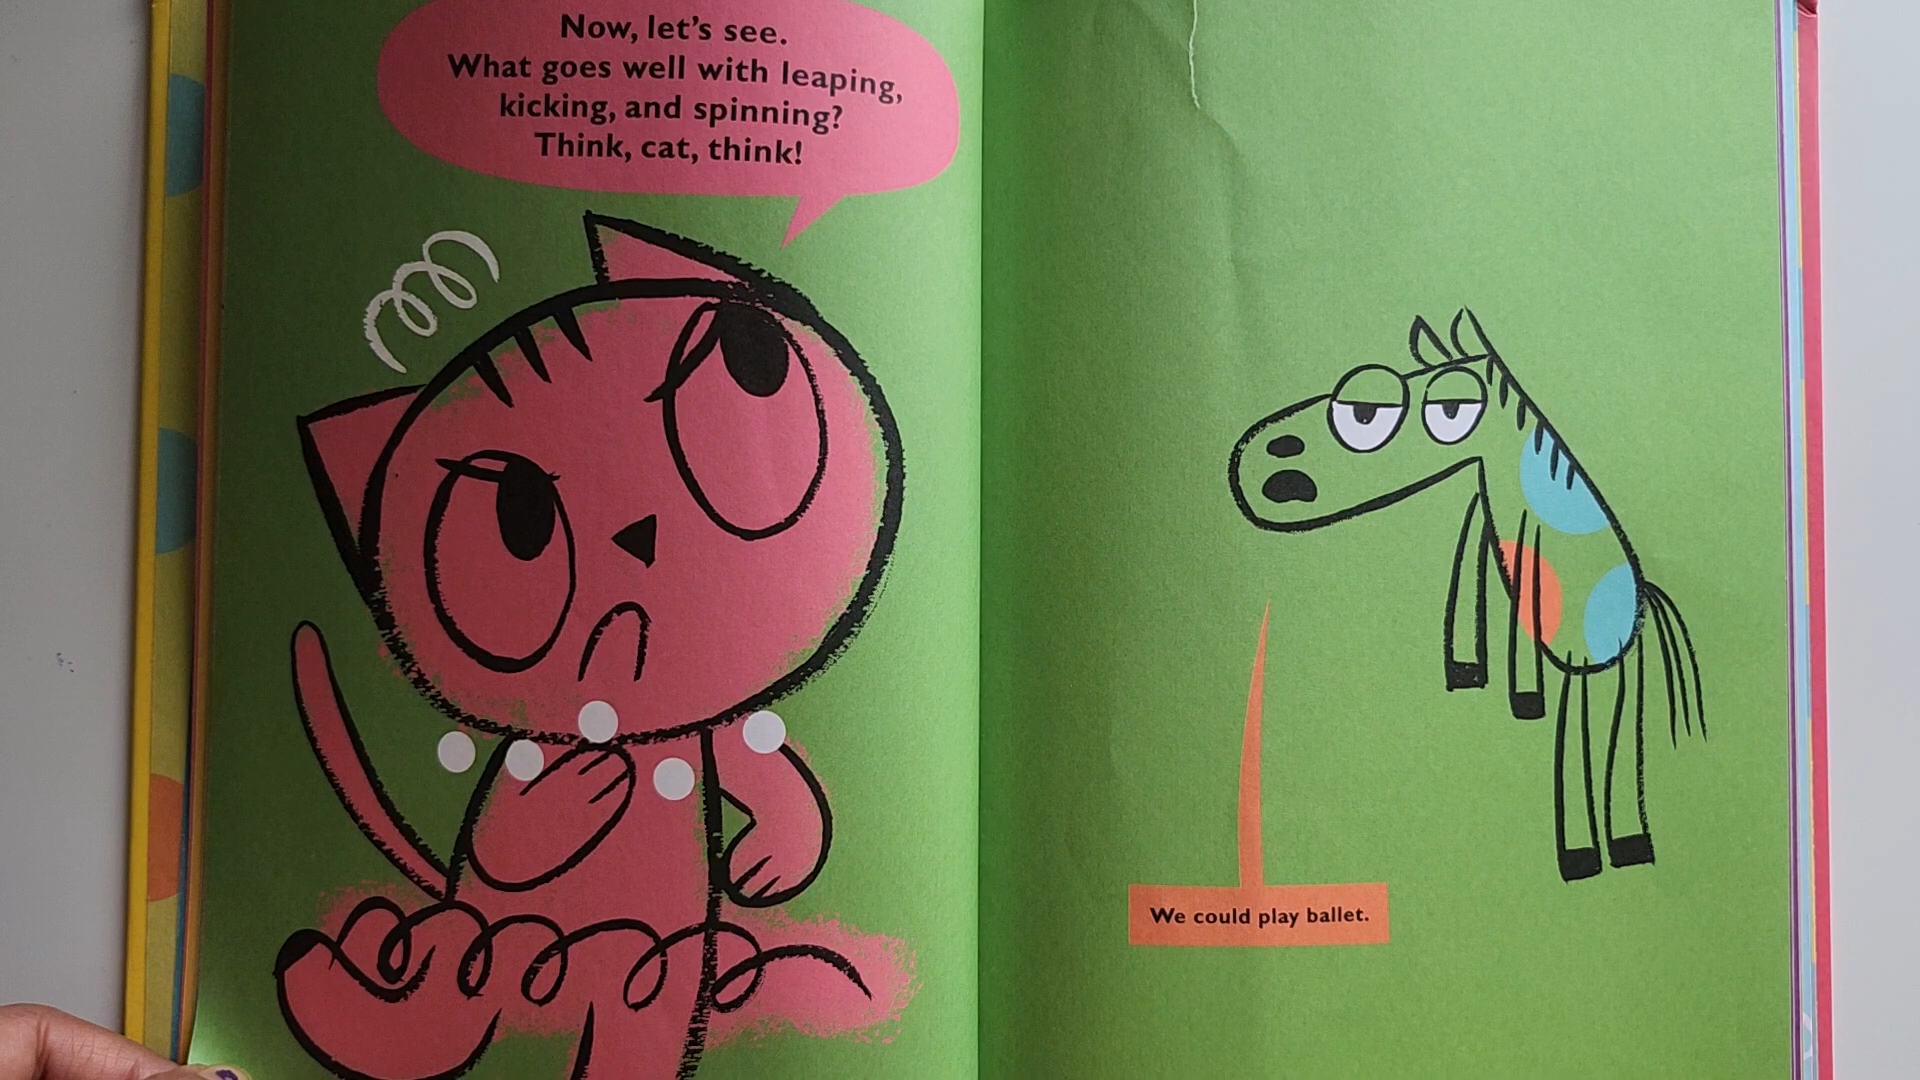 Now, let's see.
What goes well with leaping,
kicking, and spinning?
Think, cat, think!
We could play ballet.